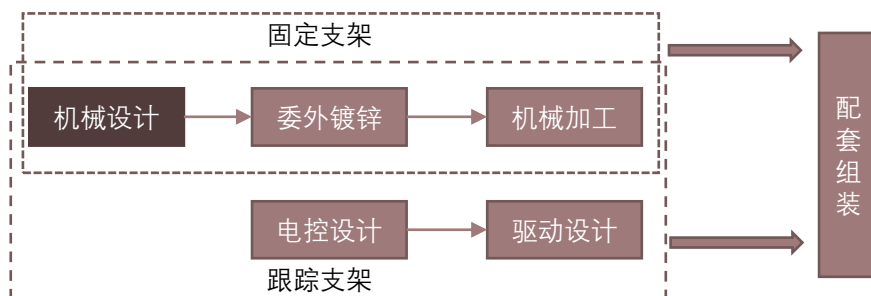 固定支架
机械设计
委外镀锌
机械加工
电控设计
驱动设计
跟踪支架
配套组装